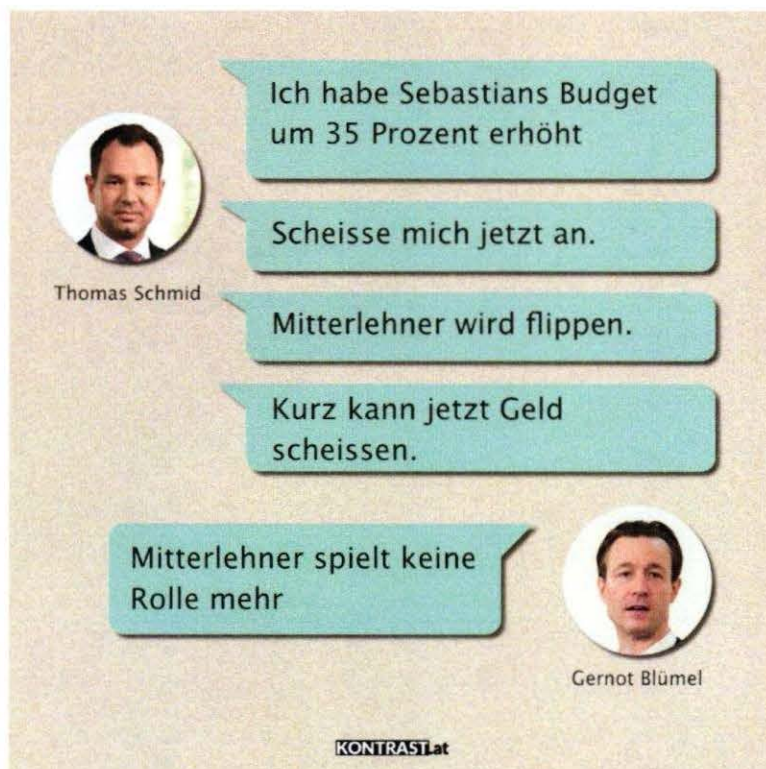 Ich habe Sebastians Budget
um 35 Prozent erhöht
Scheisse mich jetzt an.
Thomas Schmid
Mitterlehner wird flippen.
Kurz kann jetzt Geld
scheissen.
Mitterlehner spielt keine
Rolle mehr
Gernot Blümel
KONTRAST.at